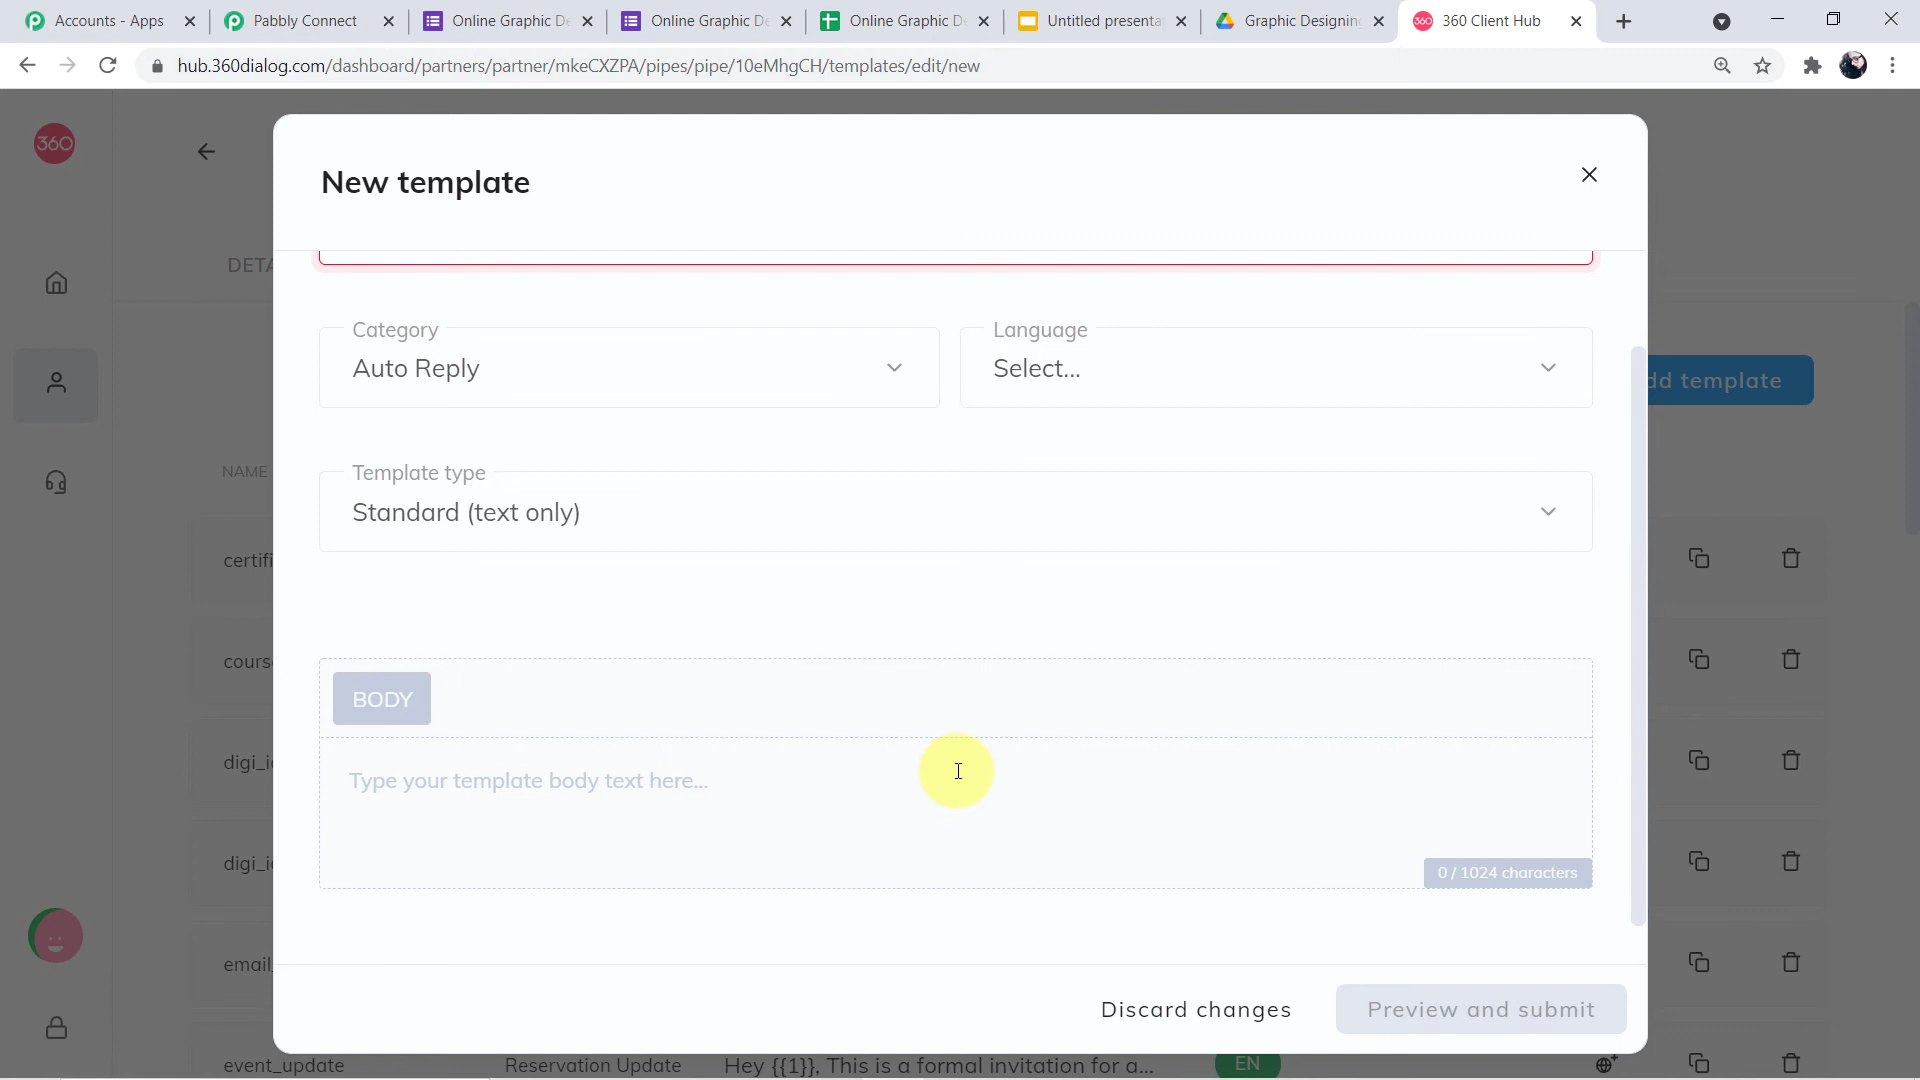 Accounts - Apps
Pabbly Connect
Online Graphic De
Online Graphic De
Online Graphic De
Untitled presentat
Graphic Designing
360 Client Hub
hub.360dialog.com/dashboard/partners/partner/mkeCXZPA/pipes/pipe/10eMhgCH/templates/edit/new
360
New template
DETA
Category
Auto Reply
Language
Select...
dd template
NAME
Template type
Standard (text only)
certifi
cours
BODY
digi_i
Type your template body text here...
digi_i
0 / 1024 characters
email_
Discard changes
Preview and submit
event_update
Reservation Update
Hey {{1}}, This is a formal invitation for a...
EN